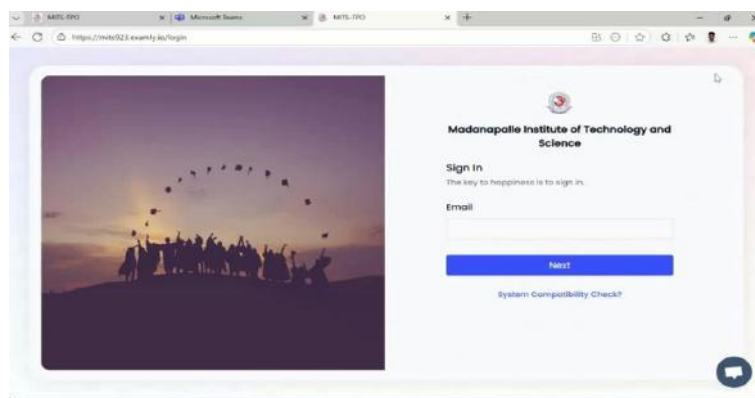 MITS-TPO
Microsoft Teams
MITS-TPO
https://mits923.examly.io/login
Madanapalle Institute of Technology and
Science
Sign In
The key to happiness is to sign in.
Email
Next
System Compatibility Check?